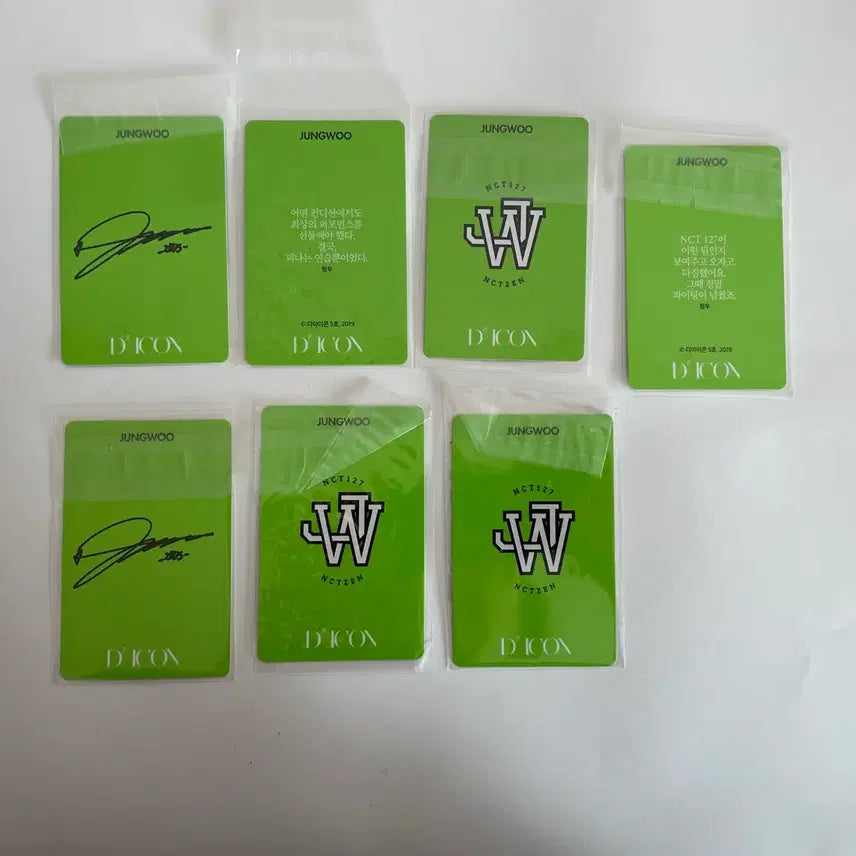 JUNGWOO
D'ICON
JUNGWOO
어떤 컨디션에서도
최상의 퍼포먼스를
선물해야 했다.
결국,
피나는 연습뿐이었다.
정우
© 디아이콘 5호, 2019
D'ICON
JUNGWOO
NCT127
JW
NCTZEN
D'ICON
JUNGWOO
NCT 127이
어떤 팀인지
보여주고 오자고
다짐했어요.
그때 정말
파이팅이 넘쳤죠.
정우
© 디아이콘 5호, 2019
D'ICON
JUNGWOO
D'ICON
JUNGWOO
NCT127
JW
NCTZEN
D'ICON
JUNGWOO
NCT127
JW
NCTZEN
D'ICON